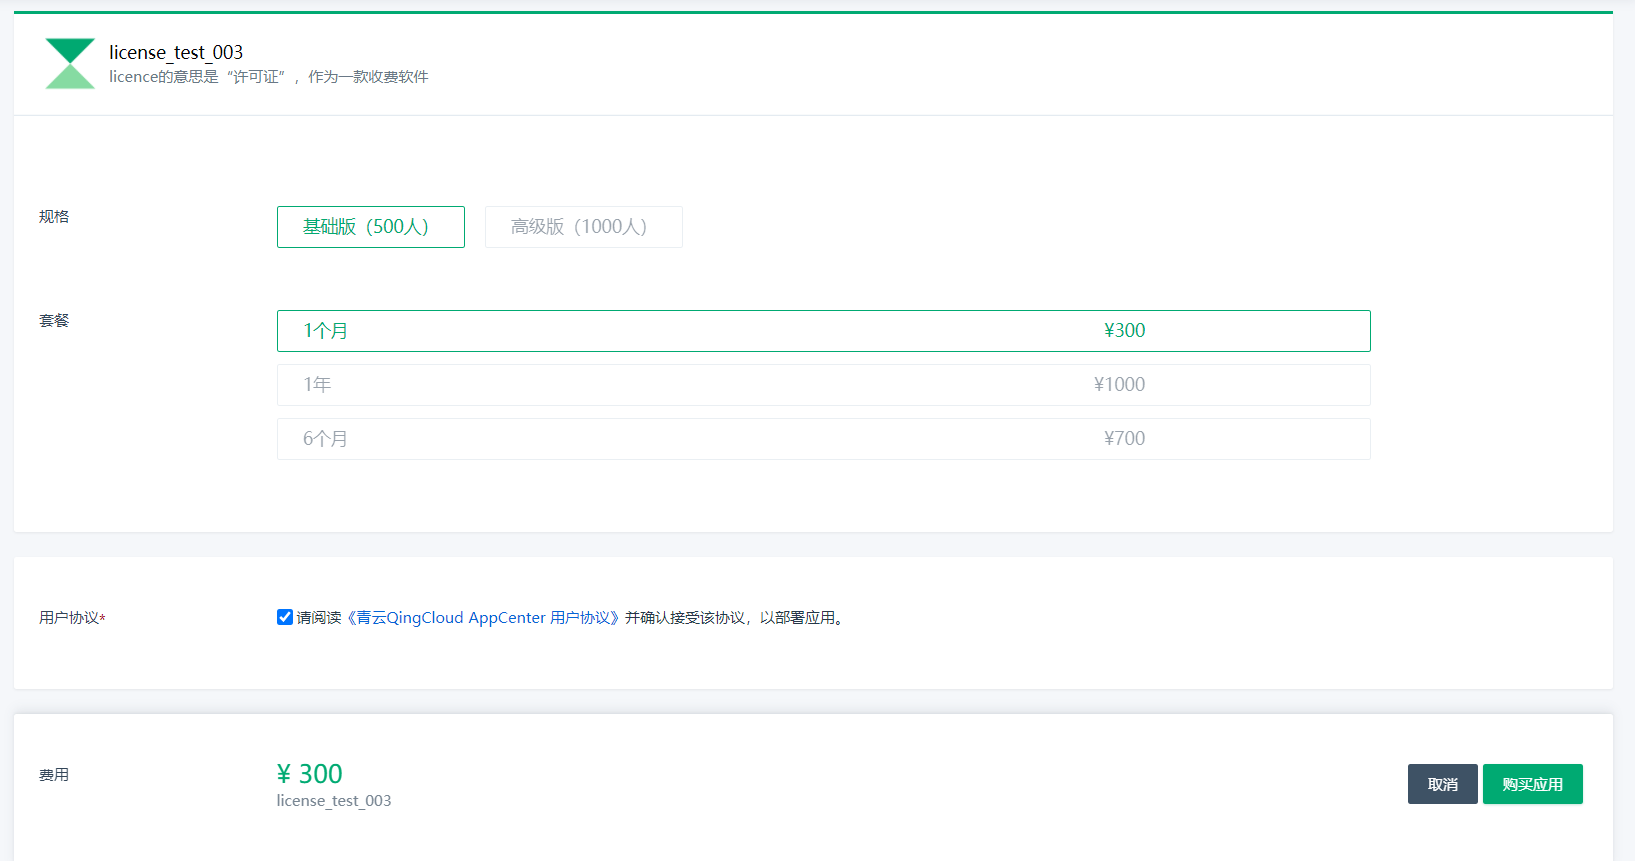 license_test_003
licence的意思是“许可证”，作为一款收费软件
规格
基础版（500人） 高级版（1000人）
套餐
1个月 ¥300
1年 ¥1000
6个月 ¥700
用户协议* 请阅读《青云QingCloud AppCenter 用户协议》并确认接受该协议，以部署应用。
费用 ¥ 300
license_test_003
取消 购买应用